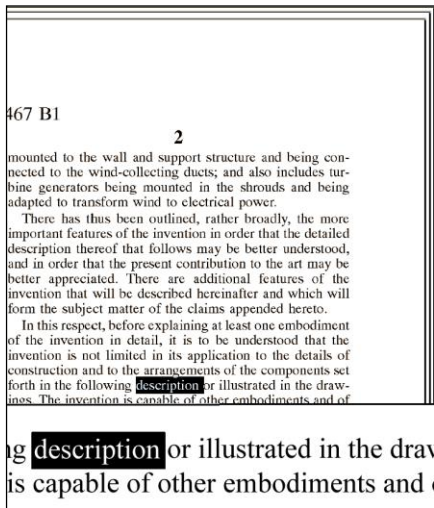 467 B1
2
mounted to the wall and support structure and being con-
nected to the wind-collecting ducts; and also includes tur-
bine generators being mounted in the shrouds and being
adapted to transform wind to electrical power.
There has thus been outlined, rather broadly, the more
important features of the invention in order that the detailed
description thereof that follows may be better understood,
and in order that the present contribution to the art may be
better appreciated. There are additional features of the
invention that will be described hereinafter and which will
form the subject matter of the claims appended hereto.
In this respect, before explaining at least one embodiment
of the invention in detail, it is to be understood that the
invention is not limited in its application to the details of
construction and to the arrangements of the components set
forth in the following description or illustrated in the draw-
ings. The invention is capable of other embodiments and of
ng description or illustrated in the draw
is capable of other embodiments and